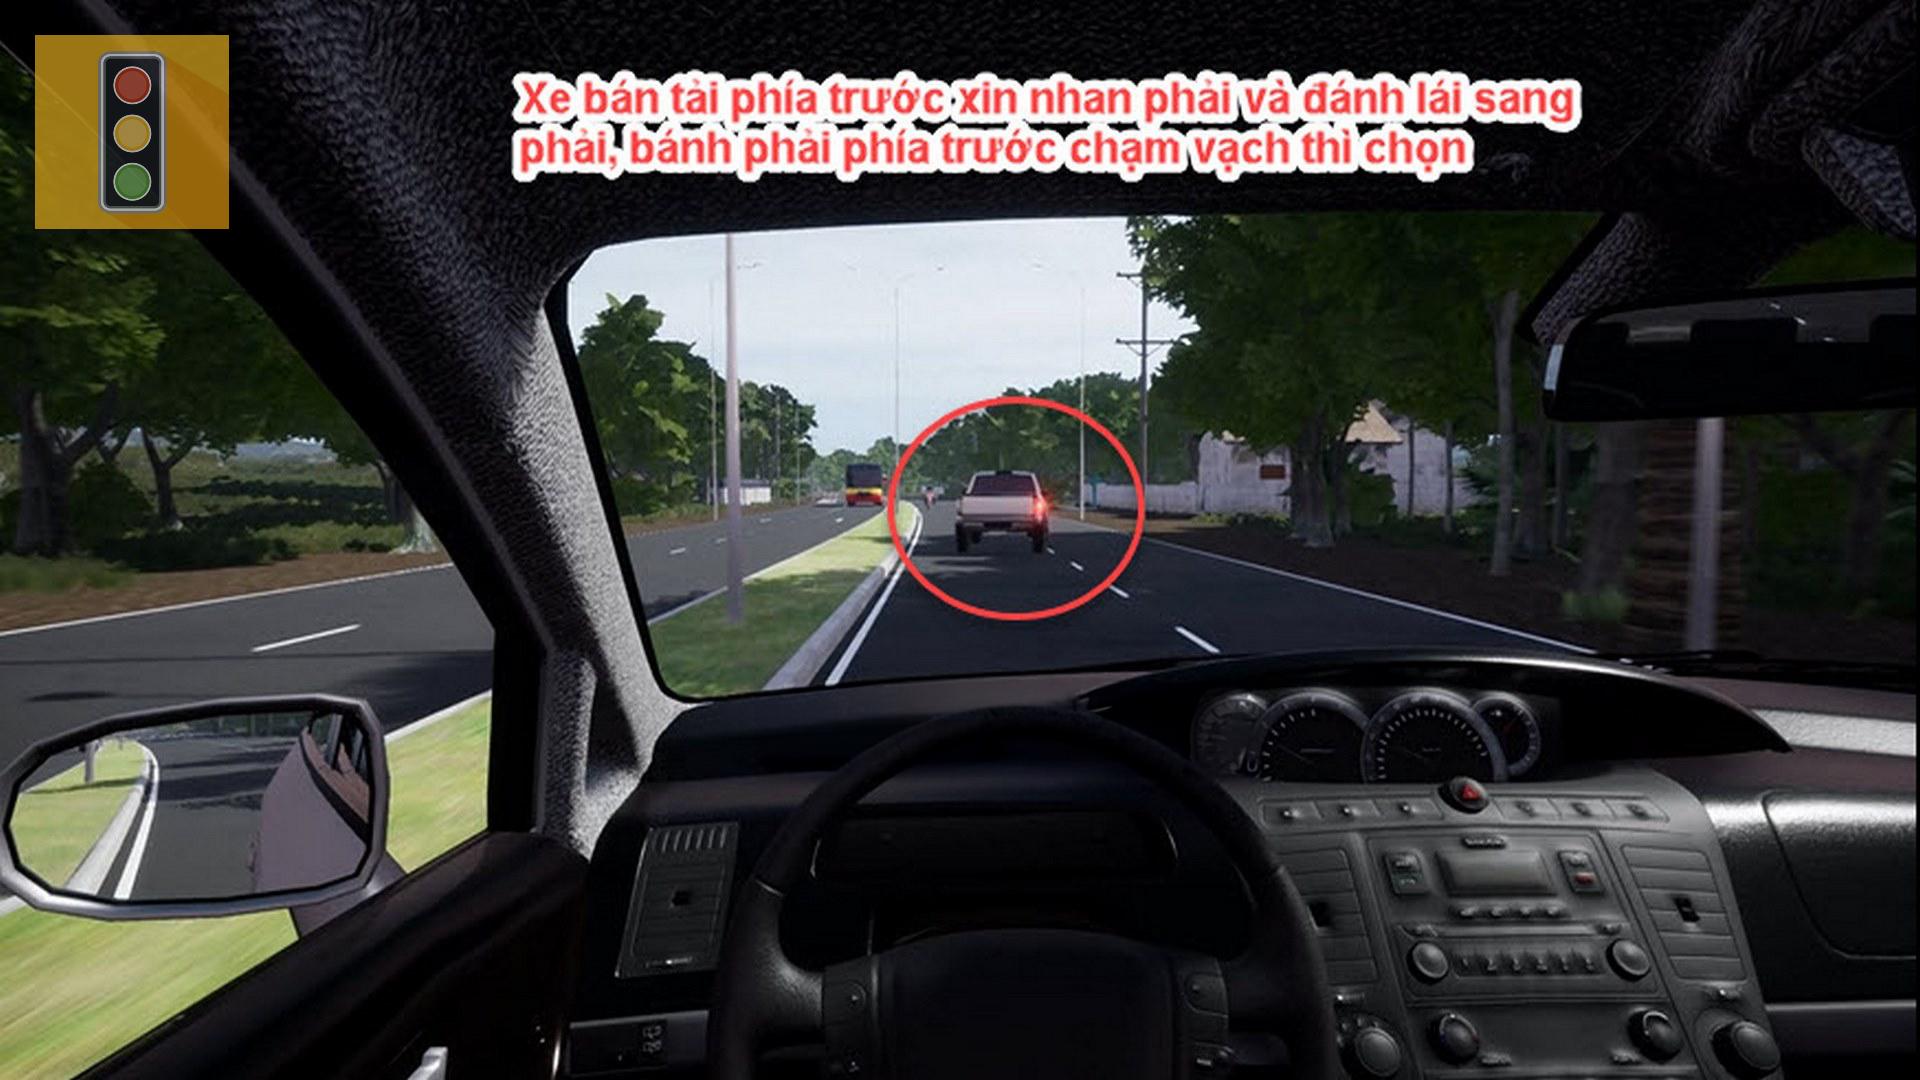 Xe bán tải phía trước xin nhan phải và đánh lái sang
phải, bánh phải phía trước chạm vạch thì chọn